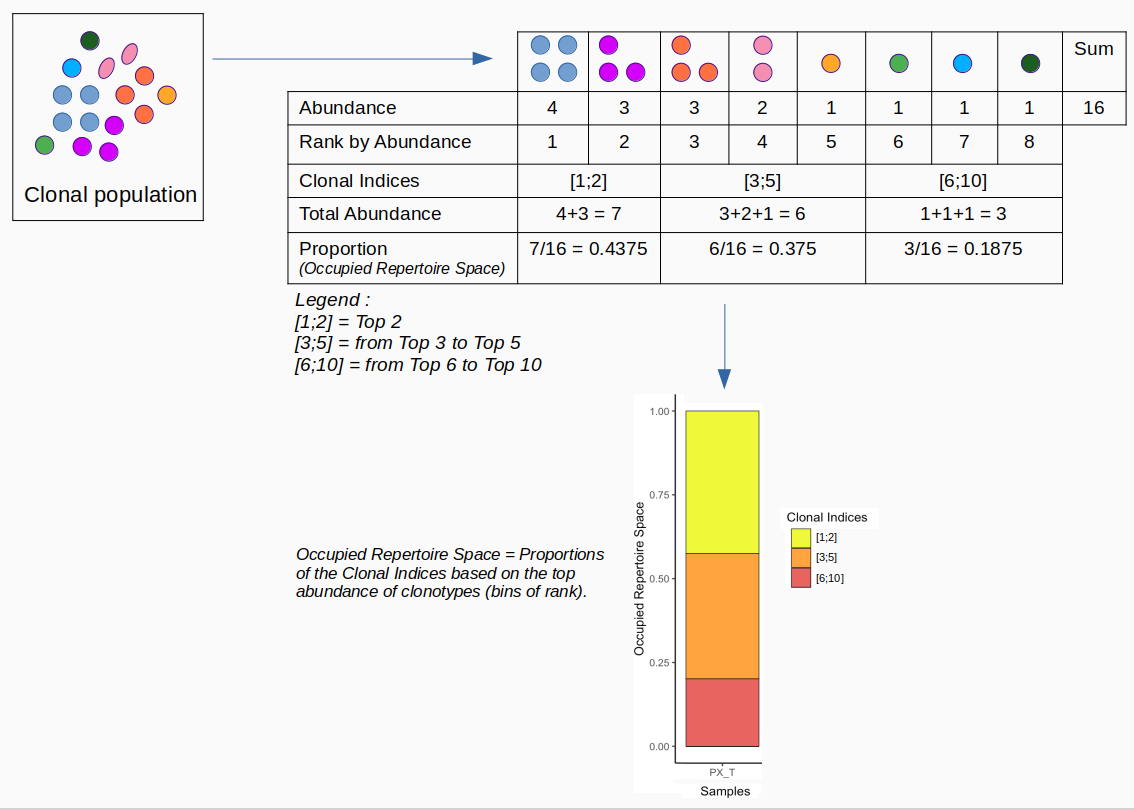 Clonal population
Sum
Abundance 4 3 3 2 1 1 1 1 16
Rank by Abundance 1 2 3 4 5 6 7 8
Clonal Indices [1;2] [3;5] [6;10]
Total Abundance 4+3 = 7 3+2+1 = 6 1+1+1 = 3
Proportion 7/16 = 0.4375 6/16 = 0.375 3/16 = 0.1875
(Occupied Repertoire Space)
Legend :
[1;2] = Top 2
[3;5] = from Top 3 to Top 5
[6;10] = from Top 6 to Top 10
Occupied Repertoire Space = Proportions
of the Clonal Indices based on the top
abundance of clonotypes (bins of rank).
Occupied Repertoire Space
1.00
0.75
0.50
0.25
0.00
PX_T
Samples
Clonal Indices
[1;2]
[3;5]
[6;10]